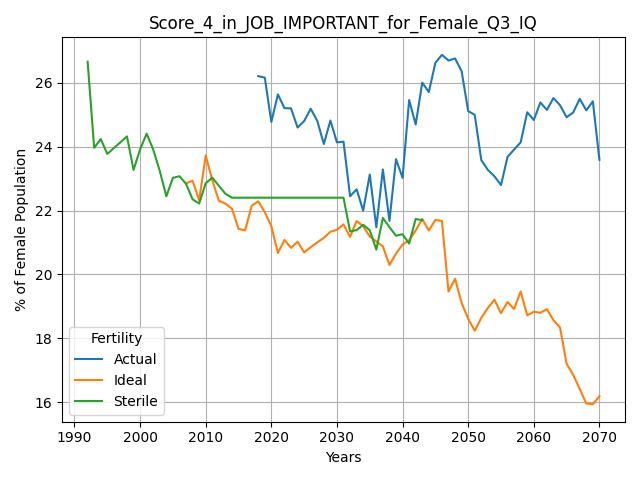 Score_4_in_JOB_IMPORTANT_for_Female_Q3_IQ
% of Female Population
26
24
22
20
18
16
Fertility
Actual
Ideal
Sterile
1990 2000 2010 2020 2030 2040 2050 2060 2070
Years